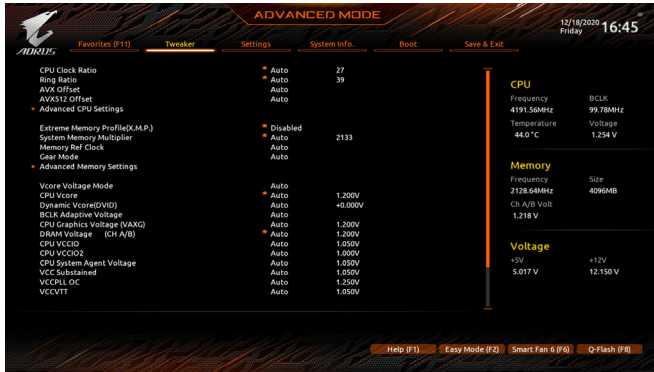 ADVANCED MODE
12/18/2020 Friday 16:45
AORUS
Favorites (F11) Tweaker Settings System Info. Boot Save & Exit
CPU Clock Ratio * Auto 27
Ring Ratio * Auto 39
AVX Offset Auto
AVX512 Offset Auto
Advanced CPU Settings
Extreme Memory Profile(X.M.P.) * Disabled
System Memory Multiplier * Auto 2133
Memory Ref Clock Auto
Gear Mode Auto
Advanced Memory Settings
Vcore Voltage Mode Auto
CPU Vcore * Auto 1.200V
Dynamic Vcore(DVID) Auto +0.000V
BCLK Adaptive Voltage Auto
CPU Graphics Voltage (VAXG) Auto 1.200V
DRAM Voltage (CH A/B) * Auto 1.200V
CPU VCCIO Auto 1.050V
CPU VCCIO2 Auto 1.000V
CPU System Agent Voltage Auto 1.050V
VCC Substained Auto 1.050V
VCCPLL OC Auto 1.250V
VCCVTT Auto 1.050V
CPU
Frequency BCLK
4191.56MHz 99.78MHz
Temperature Voltage
44.0 °C 1.254 V
Memory
Frequency Size
2128.64MHz 4096MB
Ch A/B Volt
1.218 V
Voltage
+5V +12V
5.017 V 12.150 V
Help (F1) Easy Mode (F2) Smart Fan 6 (F6) Q-Flash (F8)